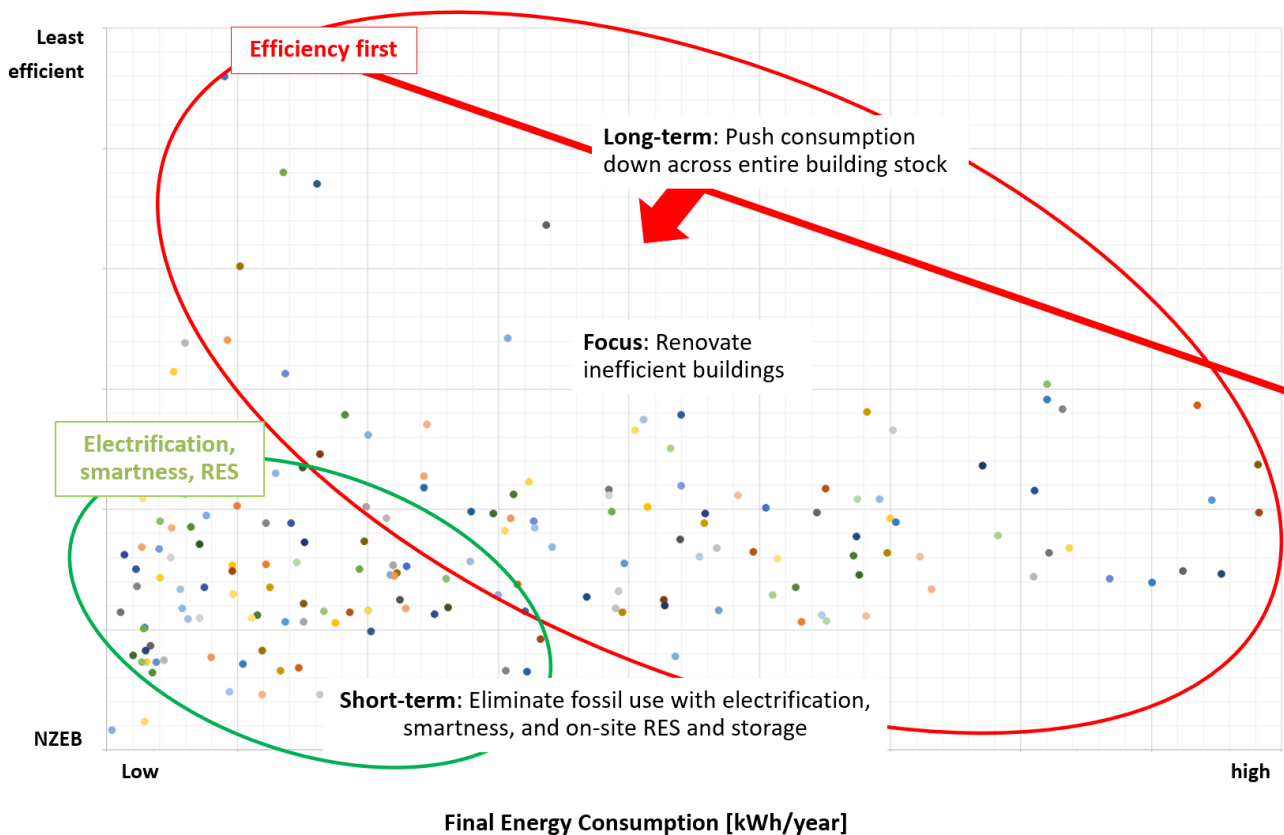 Least
efficient
Efficiency first
Long-term: Push consumption
down across entire building stock
Focus: Renovate
inefficient buildings
Electrification,
smartness, RES
Short-term: Eliminate fossil use with electrification,
smartness, and on-site RES and storage
NZEB
Low
high
Final Energy Consumption [kWh/year]